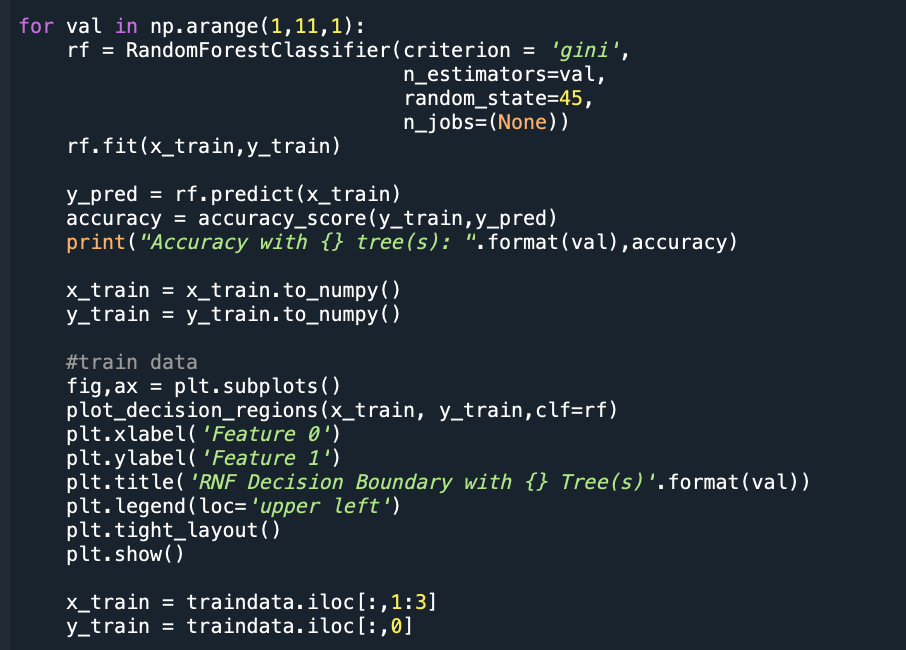 for val in np.arange(1,11,1):
    rf = RandomForestClassifier(criterion = 'gini',
                                n_estimators=val,
                                random_state=45,
                                n_jobs=(None))
    rf.fit(x_train,y_train)

    y_pred = rf.predict(x_train)
    accuracy = accuracy_score(y_train,y_pred)
    print("Accuracy with {} tree(s): ".format(val),accuracy)

    x_train = x_train.to_numpy()
    y_train = y_train.to_numpy()

    #train data
    fig,ax = plt.subplots()
    plot_decision_regions(x_train, y_train,clf=rf)
    plt.xlabel('Feature 0')
    plt.ylabel('Feature 1')
    plt.title('RNF Decision Boundary with {} Tree(s)'.format(val))
    plt.legend(loc='upper left')
    plt.tight_layout()
    plt.show()

    x_train = traindata.iloc[:,1:3]
    y_train = traindata.iloc[:,0]